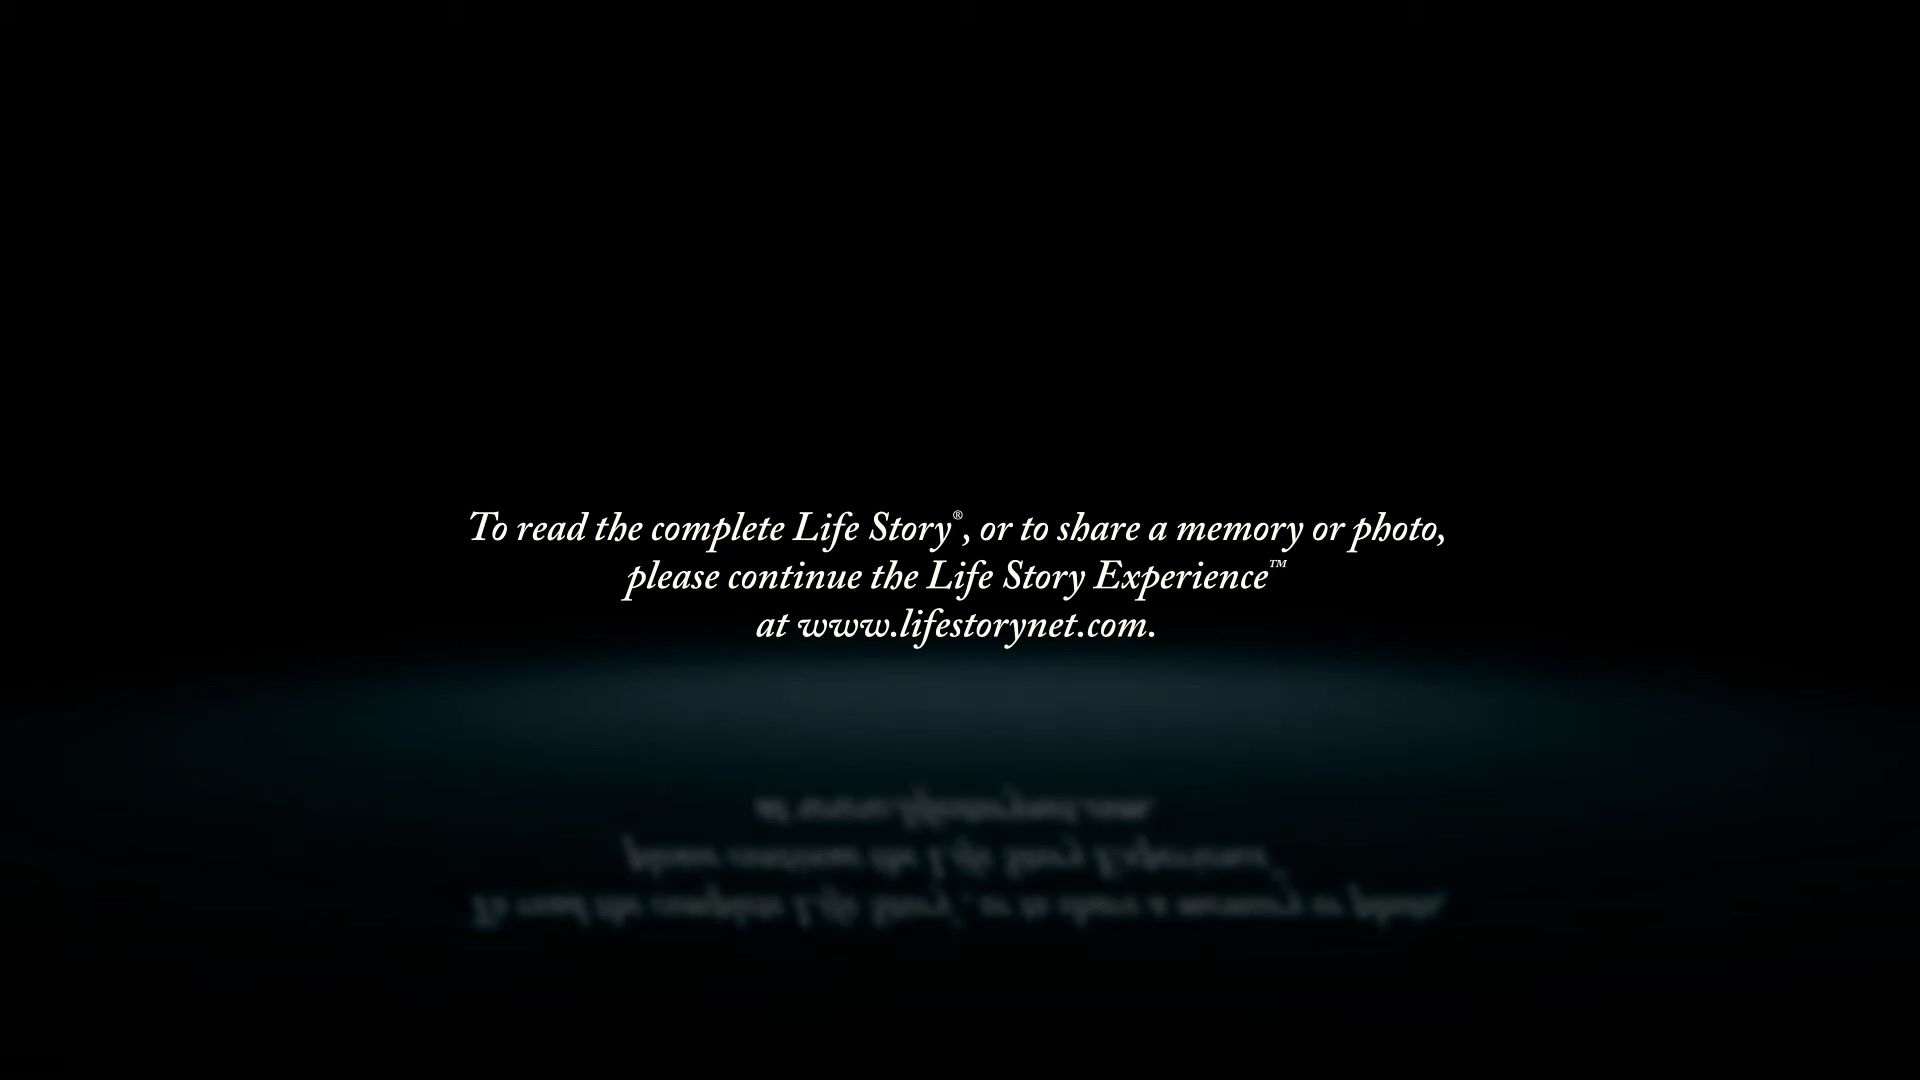 To read the complete Life Story®, or to share a memory or photo,
please continue the Life Story Experience™
at www.lifestorynet.com.